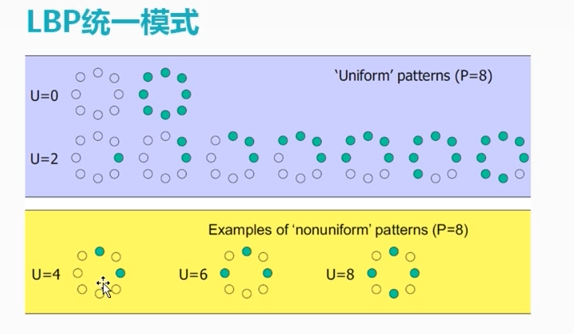 LBP统一模式
'Uniform' patterns (P=8)
U=0
U=2
Examples of 'nonuniform' patterns (P=8)
U=4 U=6 U=8